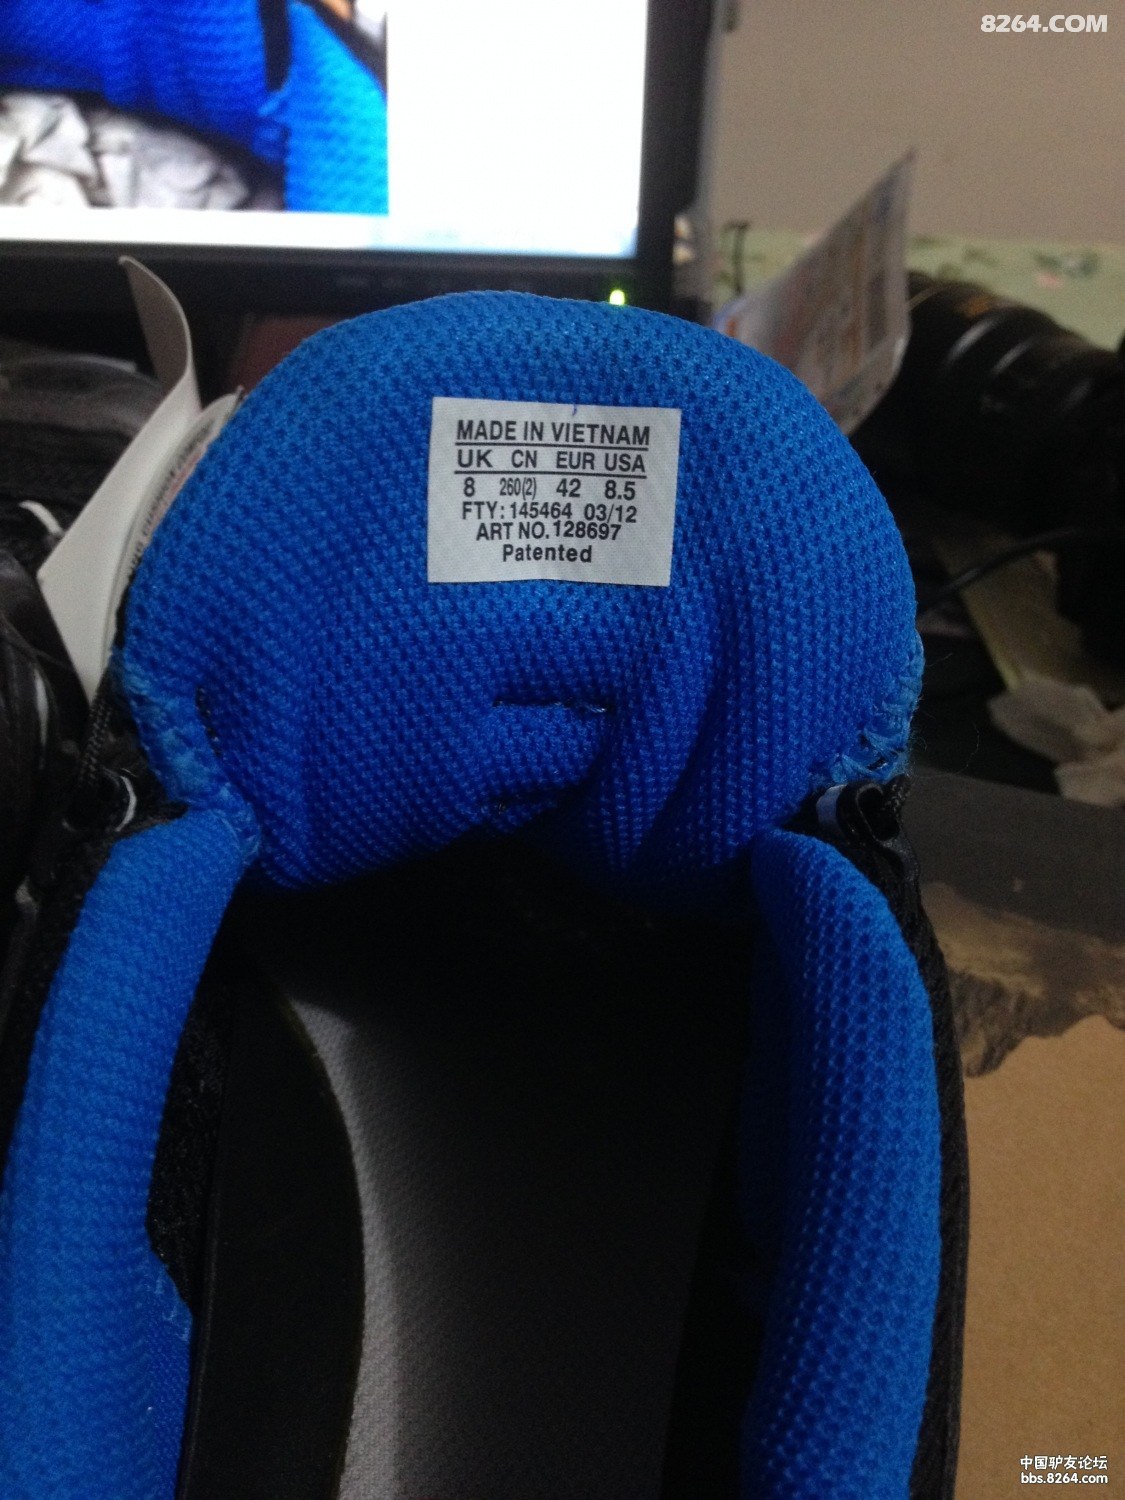 8264.COM
MADE IN VIETNAM
UK CN EUR USA
8 260(2) 42 8.5
FTY: 145464 03/12
ART NO. 128697
Patented
中国驴友论坛
bbs.8264.com